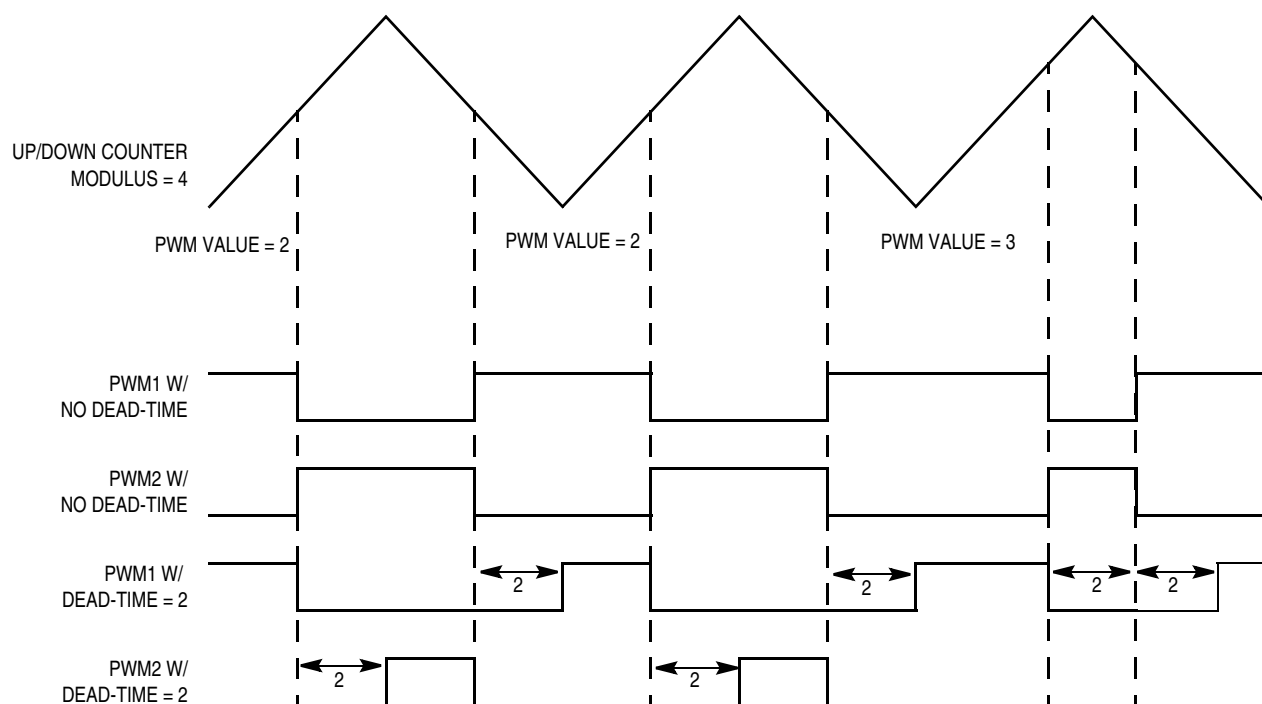 UP/DOWN COUNTER
MODULUS = 4
PWM VALUE = 2
PWM VALUE = 2
PWM VALUE = 3
PWM1 W/
NO DEAD-TIME
PWM2 W/
NO DEAD-TIME
PWM1 W/
DEAD-TIME = 2
2
2
2
2
PWM2 W/
DEAD-TIME = 2
2
2